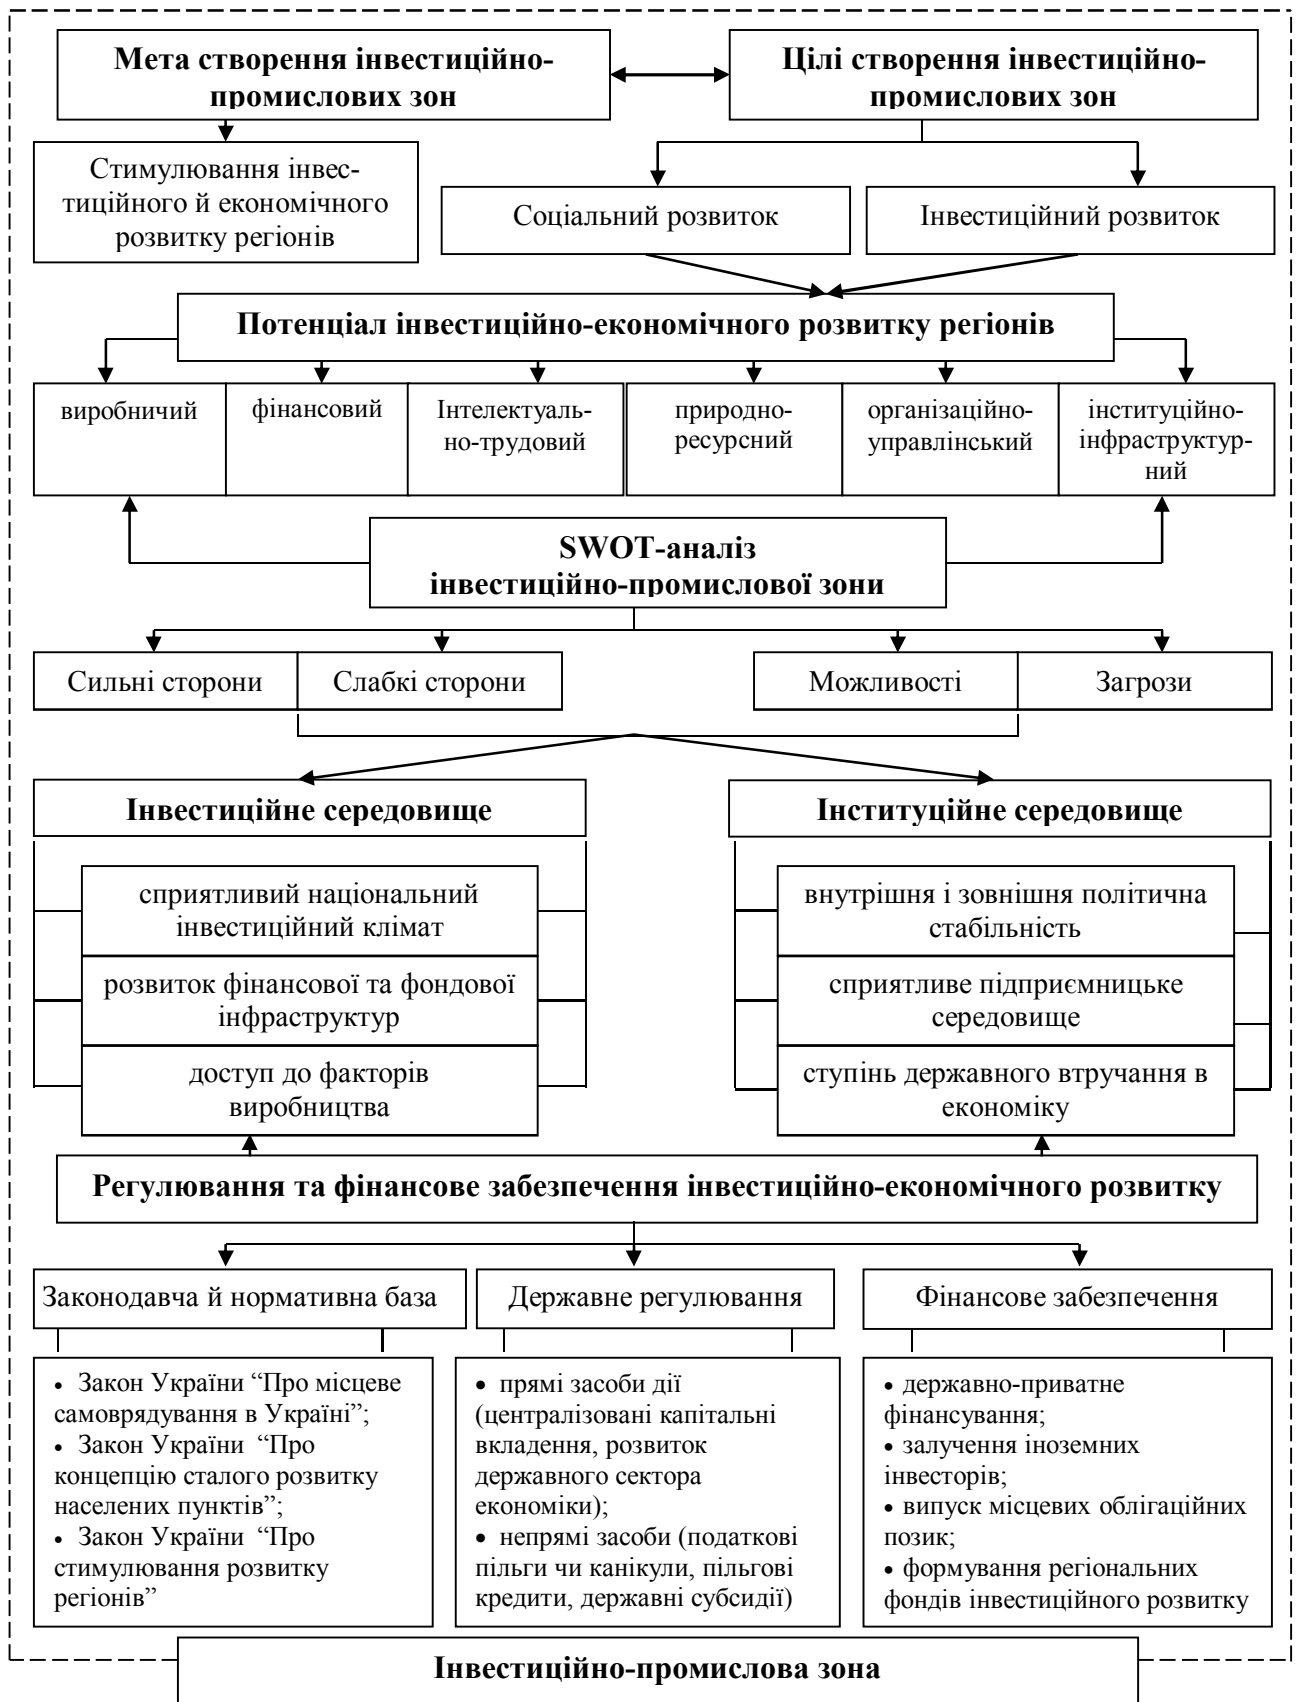 Мета створення інвестиційно-
промислових зон
Цілі створення інвестиційно-
промислових зон
Стимулювання інвес-
тиційного й економічного
розвитку регіонів
Соціальний розвиток
Інвестиційний розвиток
Потенціал інвестиційно-економічного розвитку регіонів
виробничий
фінансовий
Інтелектуаль-
но-трудовий
природно-
ресурсний
організаційно-
управлінський
інституційно-
інфраструктур-
ний
SWOT-аналіз
інвестиційно-промислової зони
Сильні сторони
Слабкі сторони
Можливості
Загрози
Інвестиційне середовище
Інституційне середовище
сприятливий національний
інвестиційний клімат
розвиток фінансової та фондової
інфраструктур
доступ до факторів
виробництва
внутрішня і зовнішня політична
стабільність
сприятливе підприємницьке
середовище
ступінь державного втручання в
економіку
Регулювання та фінансове забезпечення інвестиційно-економічного розвитку
Законодавча й нормативна база
Державне регулювання
Фінансове забезпечення
• Закон України “Про місцеве
самоврядування в Україні”;
• Закон України “Про
концепцію сталого розвитку
населених пунктів”;
• Закон України “Про
стимулювання розвитку
регіонів”
• прямі засоби дії
(централізовані капітальні
вкладення, розвиток
державного сектора
економіки);
• непрямі засоби (податкові
пільги чи канікули, пільгові
кредити, державні субсидії)
• державно-приватне
фінансування;
• залучення іноземних
інвесторів;
• випуск місцевих облігаційних
позик;
• формування регіональних
фондів інвестиційного розвитку
Інвестиційно-промислова зона